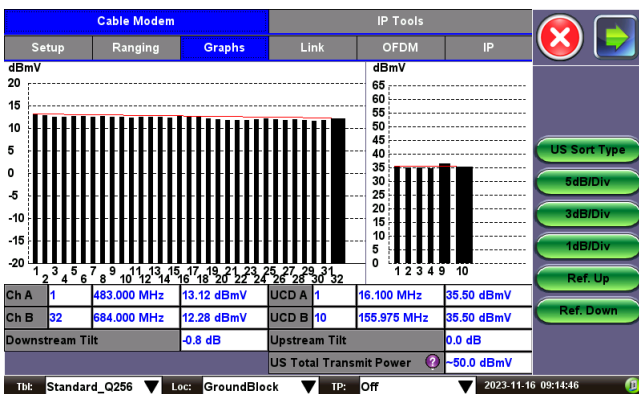 Cable Modem IP Tools
Setup Ranging Graphs Link OFDM IP
dBmV dBmV
20
15
10
5
0
-5
-10
-15
-20
65
60
55
50
45
40
35
30
25
20
15
10
5
0
1 3 5 7 9 11 13 15 17 19 21 23 25 27 29 31
2 4 6 8 10 12 14 16 18 20 22 24 26 28 30 32
1 2 3 4 9 10
US Sort Type
5dB/Div
3dB/Div
1dB/Div
Ref. Up
Ref. Down
Ch A 1 483.000 MHz 13.12 dBmV UCD A 1 16.100 MHz 35.50 dBmV
Ch B 32 684.000 MHz 12.28 dBmV UCD B 10 155.975 MHz 35.50 dBmV
Downstream Tilt -0.8 dB Upstream Tilt 0.0 dB
US Total Transmit Power ? ~50.0 dBmV
Tbl: Standard_Q256 Loc: GroundBlock TP: Off 2023-11-16 09:14:46